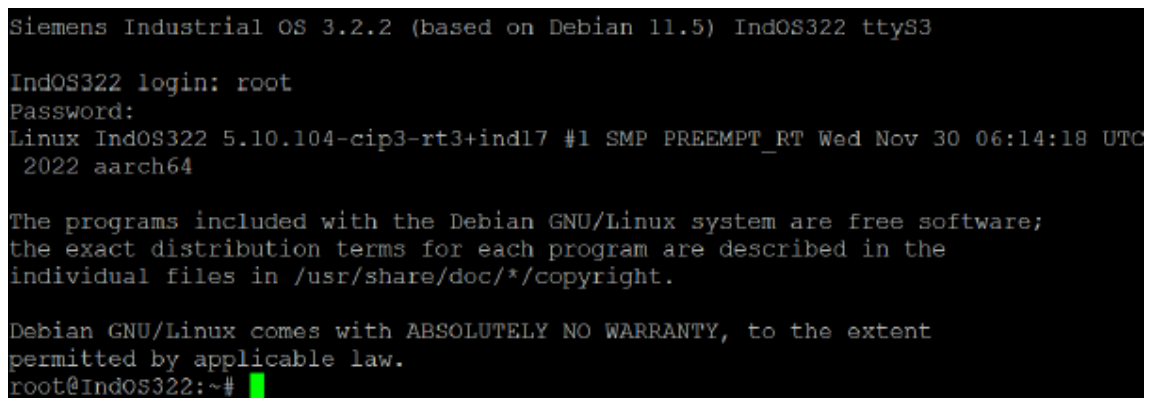 Siemens Industrial OS 3.2.2 (based on Debian 11.5) IndOS322 ttyS3
IndOS322 login: root
Password:
Linux IndOS322 5.10.104-cip3-rt3+ind17 #1 SMP PREEMPT_RT Wed Nov 30 06:14:18 UTC
2022 aarch64
The programs included with the Debian GNU/Linux system are free software;
the exact distribution terms for each program are described in the
individual files in /usr/share/doc/*/copyright.
Debian GNU/Linux comes with ABSOLUTELY NO WARRANTY, to the extent
permitted by applicable law.
root@IndOS322:~#